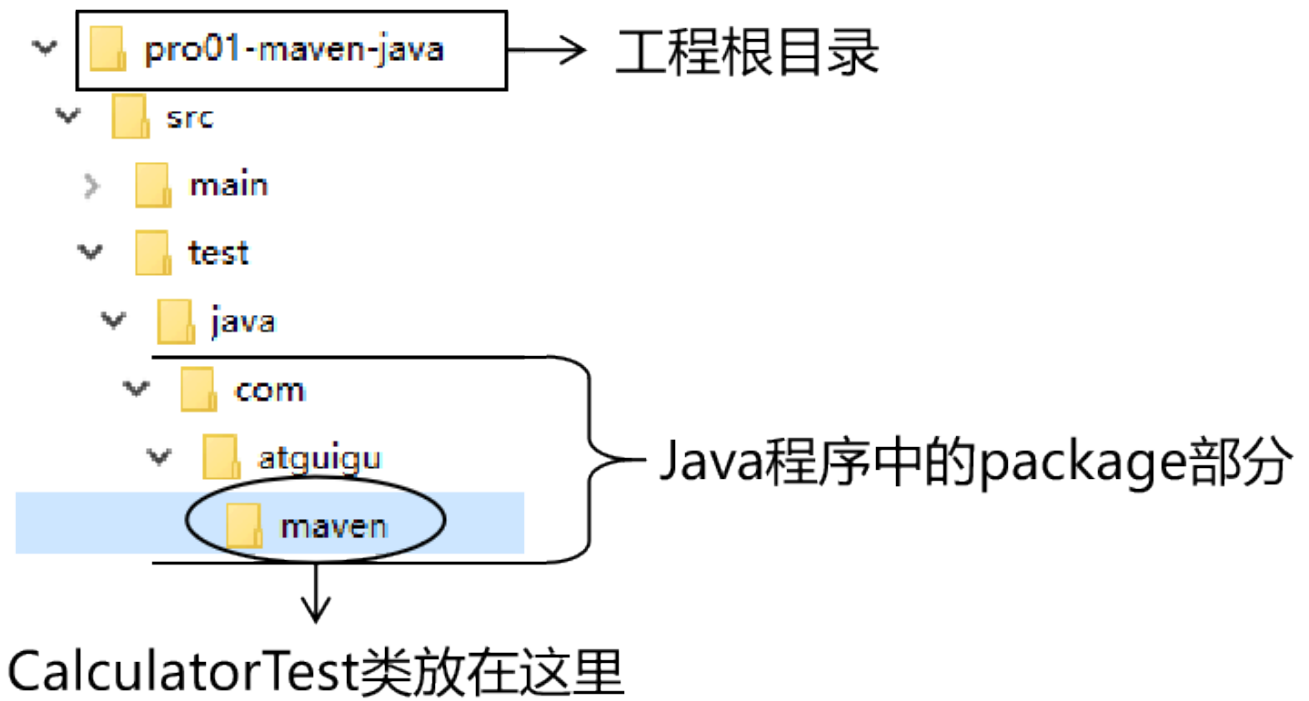 pro01-maven-java
工程根目录
src
main
test
java
com
atguigu
Java程序中的package部分
maven
CalculatorTest类放在这里